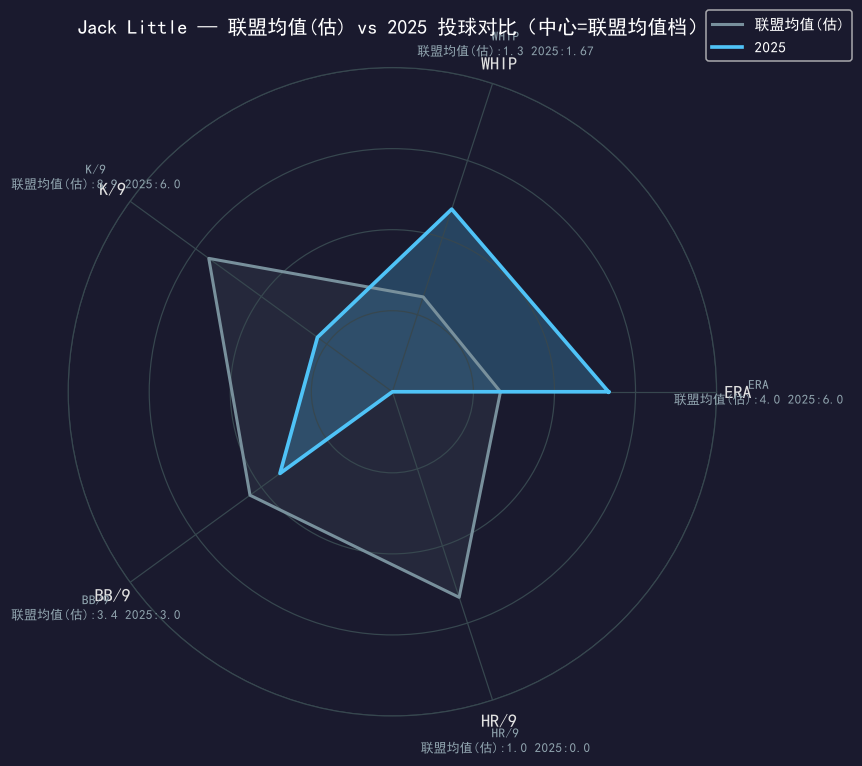 Jack Little — 联盟均值(估) vs 2025 投球对比 (中心=联盟均值档)
联盟均值(估)
2025
WHIP
联盟均值(估):1.3 2025:1.67
WHIP
K/9
联盟均值(估):8.9 2025:6.0
K/9
ERA
ERA
联盟均值(估):4.0 2025:6.0
BB/9
BB/9
联盟均值(估):3.4 2025:3.0
HR/9
HR/9
联盟均值(估):1.0 2025:0.0